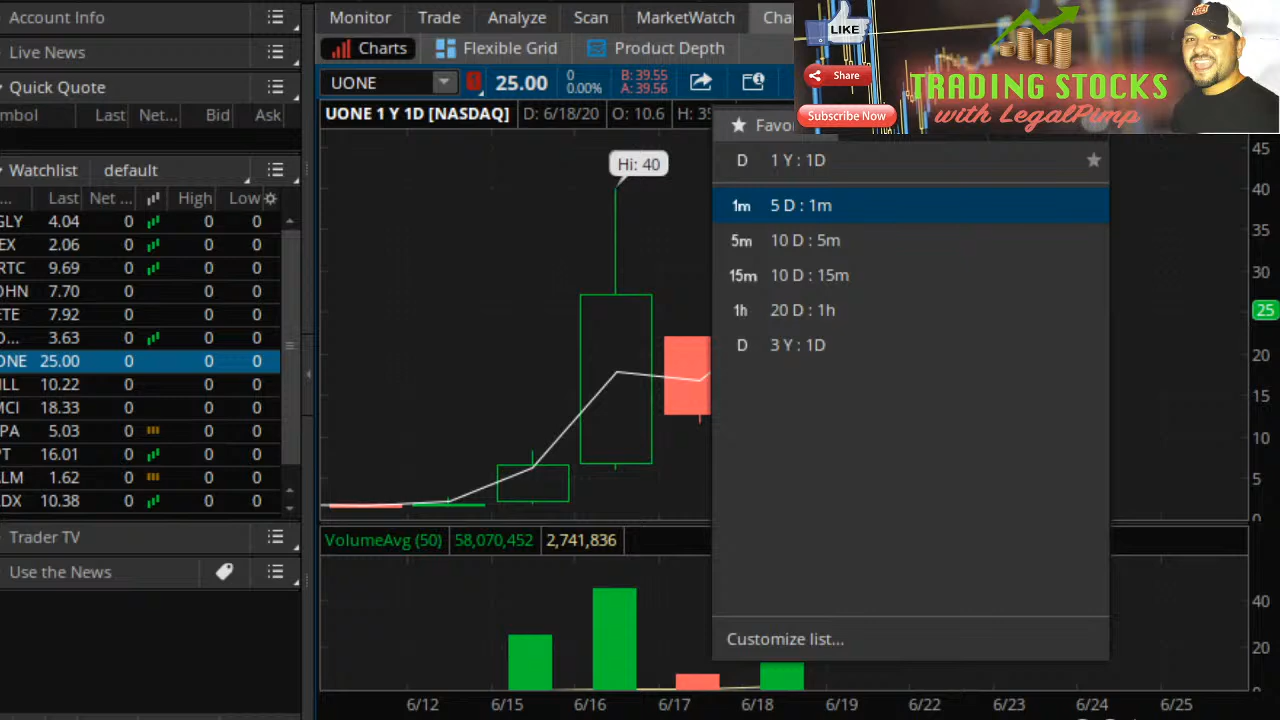 Account Info
Live News
Quick Quote
mbol Last Net... Bid Ask
Watchlist default
... Last Net ... High Low
GLY 4.04 0 0 0
EX 2.06 0 0 0
RTC 9.69 0 0 0
OHN 7.70 0 0 0
ETE 7.92 0 0 0
O... 3.63 0 0 0
ONE 25.00 0 0 0
ILL 10.22 0 0 0
MCI 18.33 0 0 0
PA 5.03 0 0 0
PT 16.01 0 0 0
ALM 1.62 0 0 0
ADX 10.38 0 0 0
Trader TV
Use the News
Monitor Trade Analyze Scan MarketWatch Cha
Charts Flexible Grid Product Depth
UONE 25.00 0 0.00% B: 39.55 A: 39.56
UONE 1 Y 1D [NASDAQ] D: 6/18/20 O: 10.6 H: 35
Hi: 40
Favo
D 1 Y : 1D
1m 5 D : 1m
5m 10 D : 5m
15m 10 D : 15m
1h 20 D : 1h
D 3 Y : 1D
Customize list...
45
40
35
30
25
20
15
10
5
0
VolumeAvg (50) 58,070,452 2,741,836
40
20
0
6/12 6/15 6/16 6/17 6/18 6/19 6/22 6/23 6/24 6/25
LIKE
Share
Subscribe Now
TRADING STOCKS
with LegalPimp